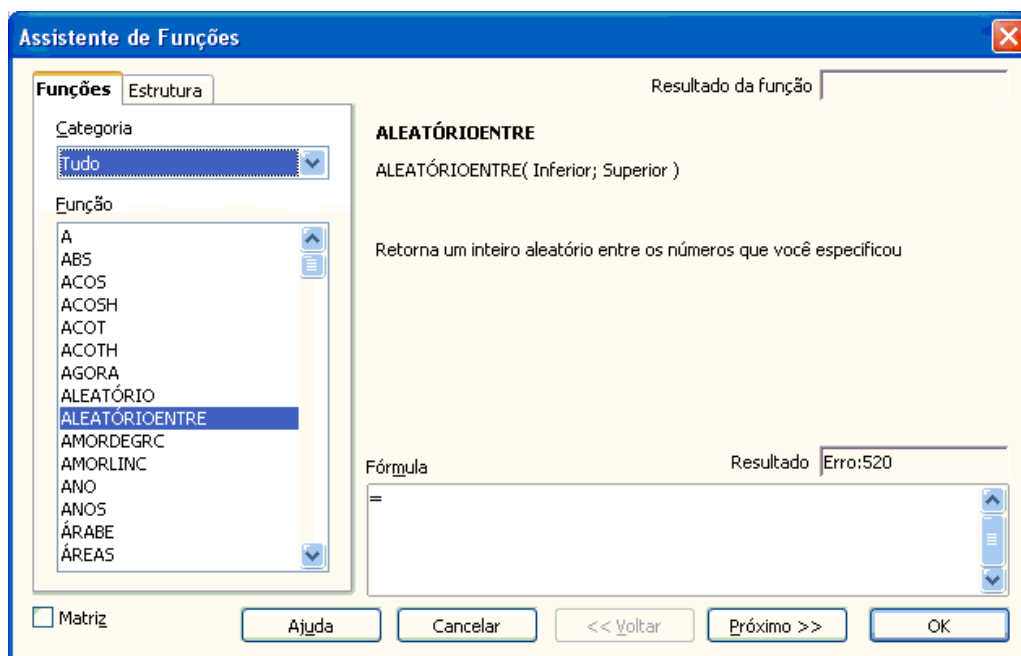 Assistente de Funções
Funções
Estrutura
Resultado da função
Categoria
Tudo
ALEATÓRIOENTRE
ALEATÓRIOENTRE( Inferior; Superior )
Função
A
ABS
ACOS
ACOSH
ACOT
ACOTH
AGORA
ALEATÓRIO
ALEATÓRIOENTRE
AMORDEGRC
AMORLINC
ANO
ANOS
ÁRABE
ÁREAS
Retorna um inteiro aleatório entre os números que você especificou
Fórmula
Resultado
Erro:520
=
Matriz
Ajuda
Cancelar
<< Voltar
Próximo >>
OK